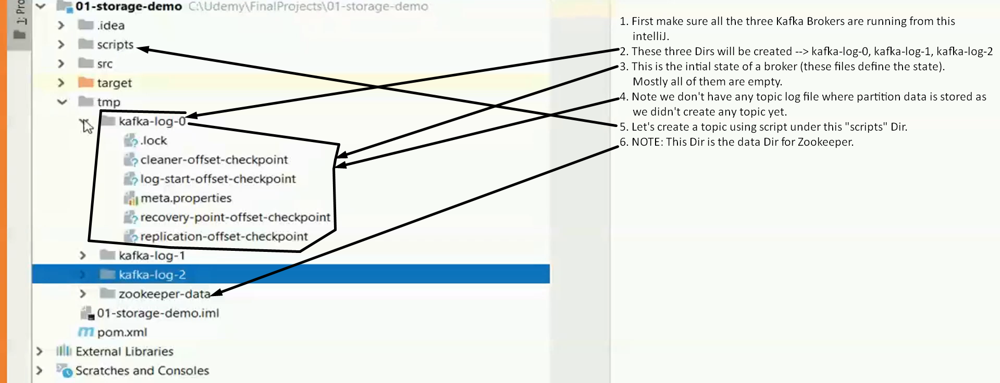 1: Pro
01-storage-demo C:\Udemy\FinalProjects\01-storage-demo
.idea
scripts
src
target
tmp
kafka-log-0
.lock
cleaner-offset-checkpoint
log-start-offset-checkpoint
meta.properties
recovery-point-offset-checkpoint
replication-offset-checkpoint
kafka-log-1
kafka-log-2
zookeeper-data
01-storage-demo.iml
m pom.xml
External Libraries
Scratches and Consoles
1. First make sure all the three Kafka Brokers are running from this
intelliJ.
2. These three Dirs will be created --> kafka-log-0, kafka-log-1, kafka-log-2
3. This is the intial state of a broker (these files define the state).
Mostly all of them are empty.
4. Note we don't have any topic log file where partition data is stored as
we didn't create any topic yet.
5. Let's create a topic using script under this "scripts" Dir.
6. NOTE: This Dir is the data Dir for Zookeeper.